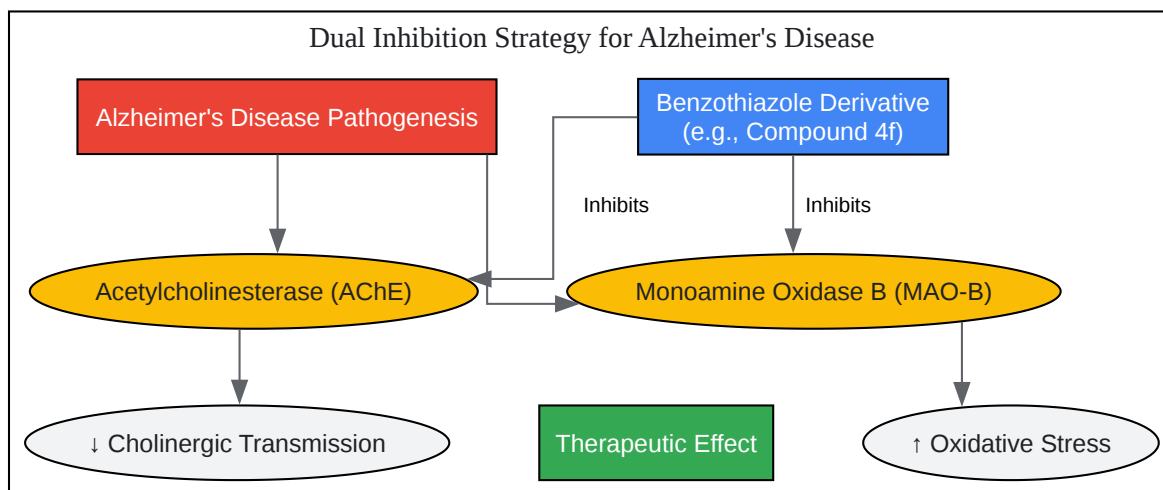 Dual Inhibition Strategy for Alzheimer's Disease
Alzheimer's Disease Pathogenesis
Benzothiazole Derivative
(e.g., Compound 4f)
Inhibits
Inhibits
Acetylcholinesterase (AChE)
Monoamine Oxidase B (MAO-B)
↓ Cholinergic Transmission
Therapeutic Effect
↑ Oxidative Stress